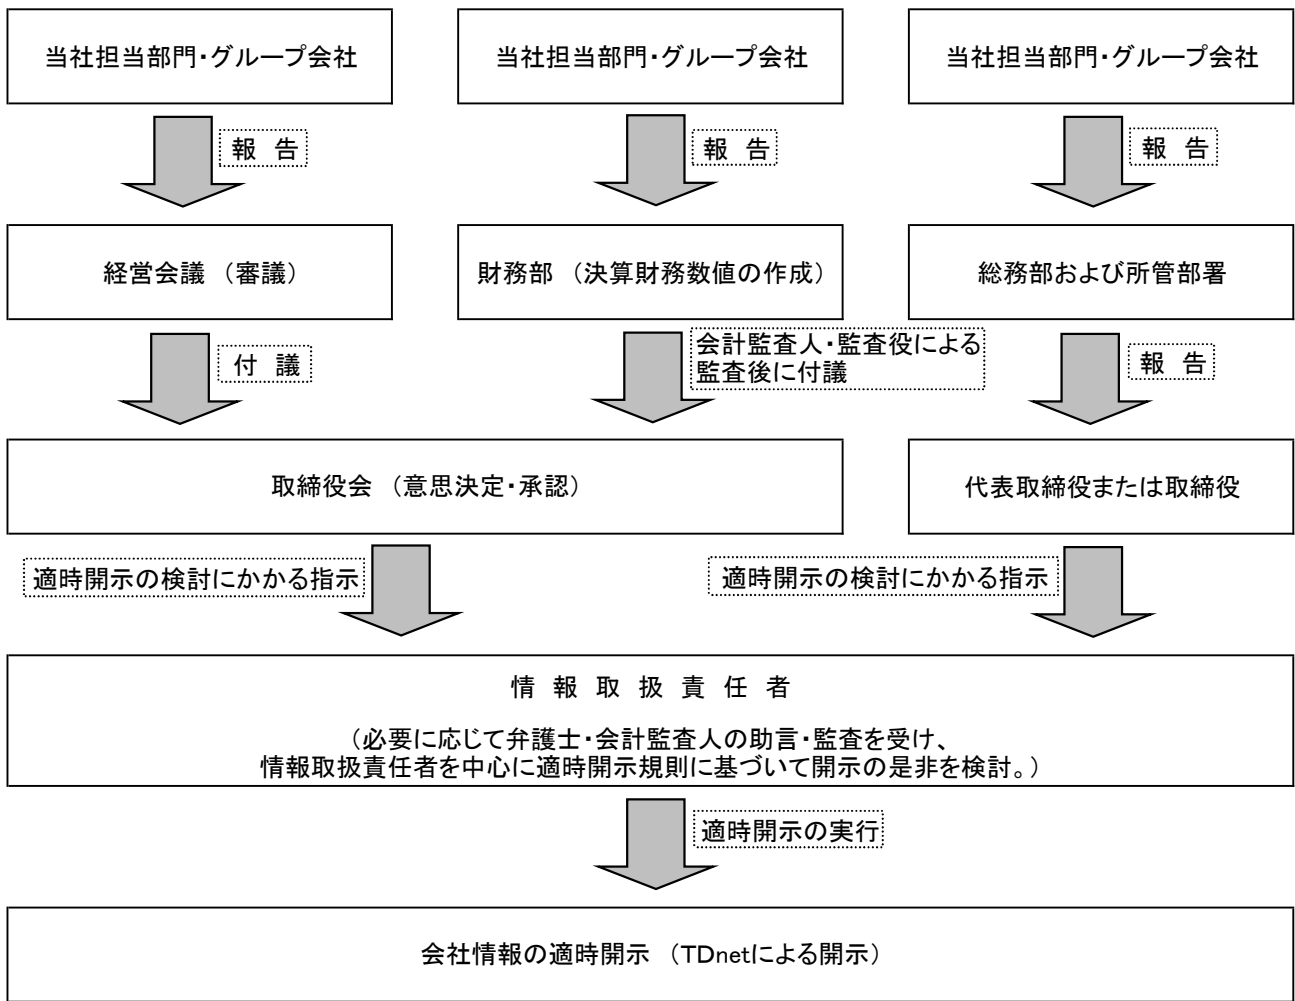 当社担当部門・グループ会社
当社担当部門・グループ会社
当社担当部門・グループ会社
報 告
報 告
報 告
経営会議 (審議)
財務部 (決算財務数値の作成)
総務部および所管部署
付 議
会計監査人・監査役による
監査後に付議
報 告
取締役会 (意思決定・承認)
代表取締役または取締役
適時開示の検討にかかる指示
適時開示の検討にかかる指示
情 報 取 扱 責 任 者
(必要に応じて弁護士・会計監査人の助言・監査を受け、
情報取扱責任者を中心に適時開示規則に基づいて開示の是非を検討。)
適時開示の実行
会社情報の適時開示 (TDnetによる開示)